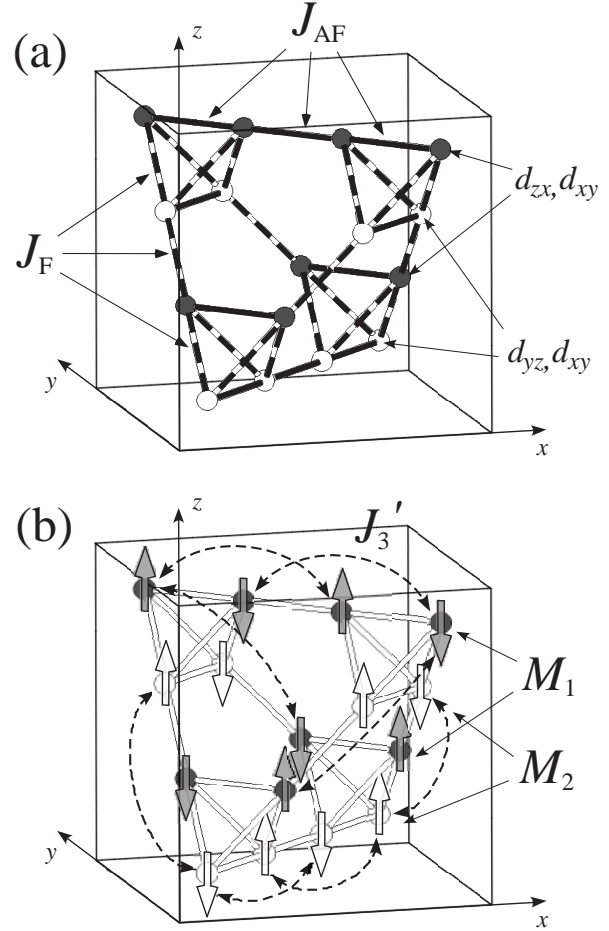 (a)
z
J_AF
d_zx, d_xy
J_F
d_yz, d_xy
y
x
(b)
z
J_3'
M_1
M_2
y
x